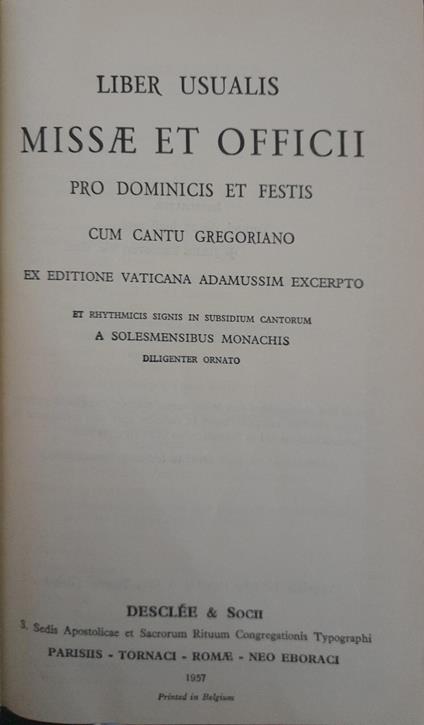 LIBER USUALIS
MISSÆ ET OFFICII
PRO DOMINICIS ET FESTIS
CUM CANTU GREGORIANO
EX EDITIONE VATICANA ADAMUSSIM EXCERPTO
ET RHYTHMICIS SIGNIS IN SUBSIDIUM CANTORUM
A SOLESMENSIBUS MONACHIS
DILIGENTER ORNATO
DESCLÉE & SOCII
S. Sedis Apostolicae et Sacrorum Rituum Congregationis Typographi
PARISIIS - TORNACI - ROMÆ - NEO EBORACI
1957
Printed in Belgium